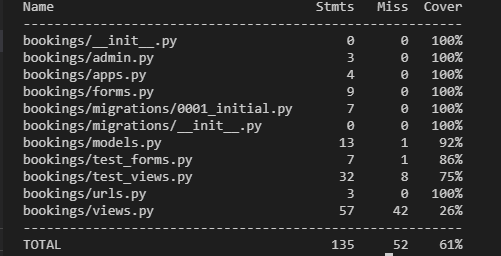 Name Stmts Miss Cover
---------------------------------------------------------
bookings/__init__.py 0 0 100%
bookings/admin.py 3 0 100%
bookings/apps.py 4 0 100%
bookings/forms.py 9 0 100%
bookings/migrations/0001_initial.py 7 0 100%
bookings/migrations/__init__.py 0 0 100%
bookings/models.py 13 1 92%
bookings/test_forms.py 7 1 86%
bookings/test_views.py 32 8 75%
bookings/urls.py 3 0 100%
bookings/views.py 57 42 26%
---------------------------------------------------------
TOTAL 135 52 61%